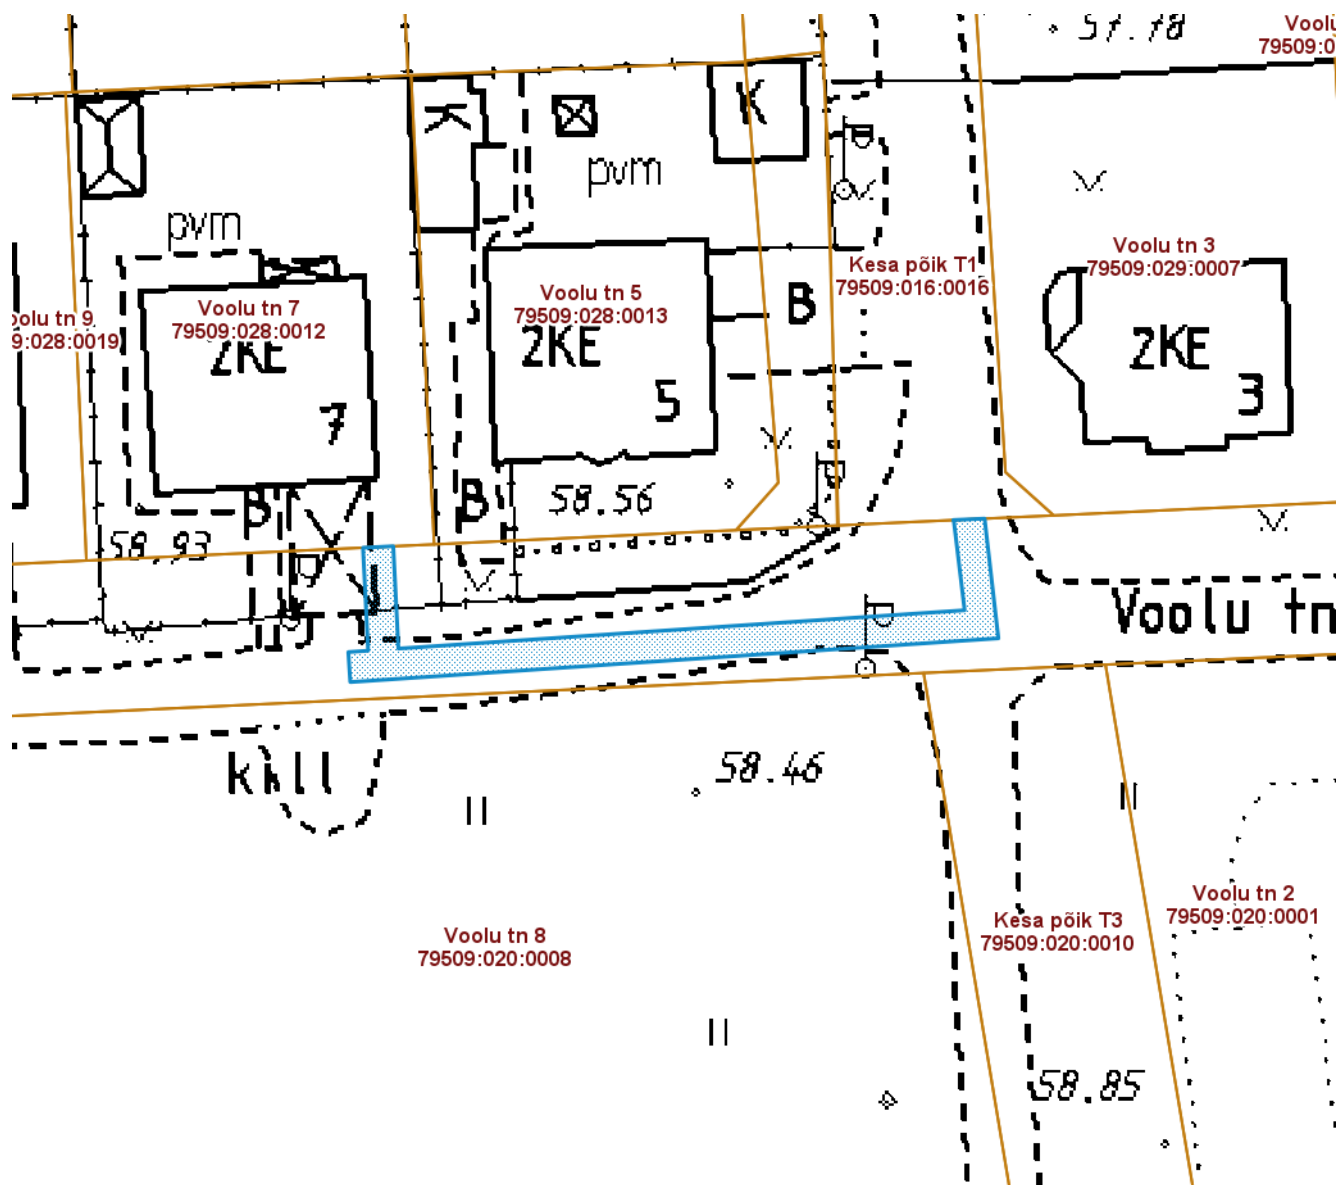 57.78
Voolu
79509:0
K
K
pvm
pvm
Voolu tn 3
79509:029:0007
Kesa põik T1
79509:016:0016
Voolu tn 5
79509:028:0013
Voolu tn 7
79509:028:0012
oolu tn 9
9:028:0019
B
2KE
2KE
2KE
3
5
7
B
B
58.56
58,93
Voolu tn
58.46
kill
Voolu tn 2
79509:020:0001
Kesa põik T3
79509:020:0010
Voolu tn 8
79509:020:0008
58.85